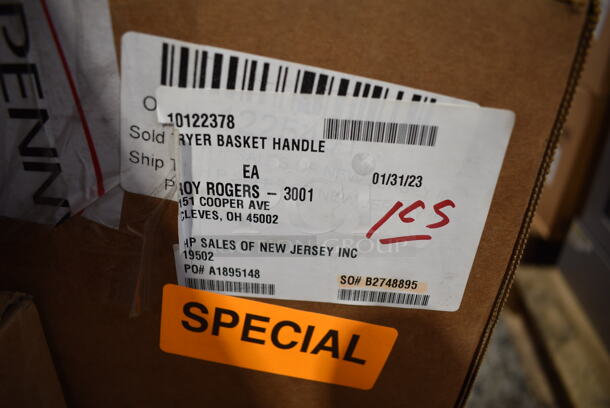 PENN
O
Sold
Ship T
P
10122378
RYER BASKET HANDLE
EA
01/31/23
ROY ROGERS - 3001
151 COOPER AVE
CLEVES, OH 45002
1CS
HP SALES OF NEW JERSEY INC
19502
GROUP
PO# A1895148
SO# B2748895
SPECIAL